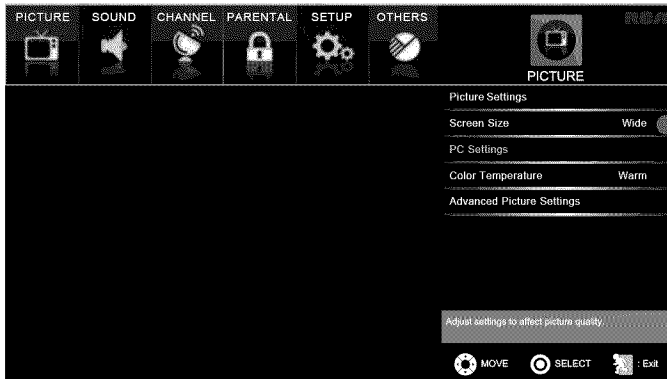 PICTURE SOUND CHANNEL PARENTAL SETUP OTHERS
RCA
PICTURE
Picture Settings
Screen Size Wide
PC Settings
Color Temperature Warm
Advanced Picture Settings
Adjust settings to affect picture quality.
MOVE SELECT : Exit